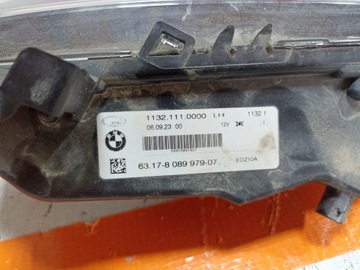 1132.111.0000 LH 1132.1
06.09.23 00 12V
63.17-8 089 979-07 EDZ10A